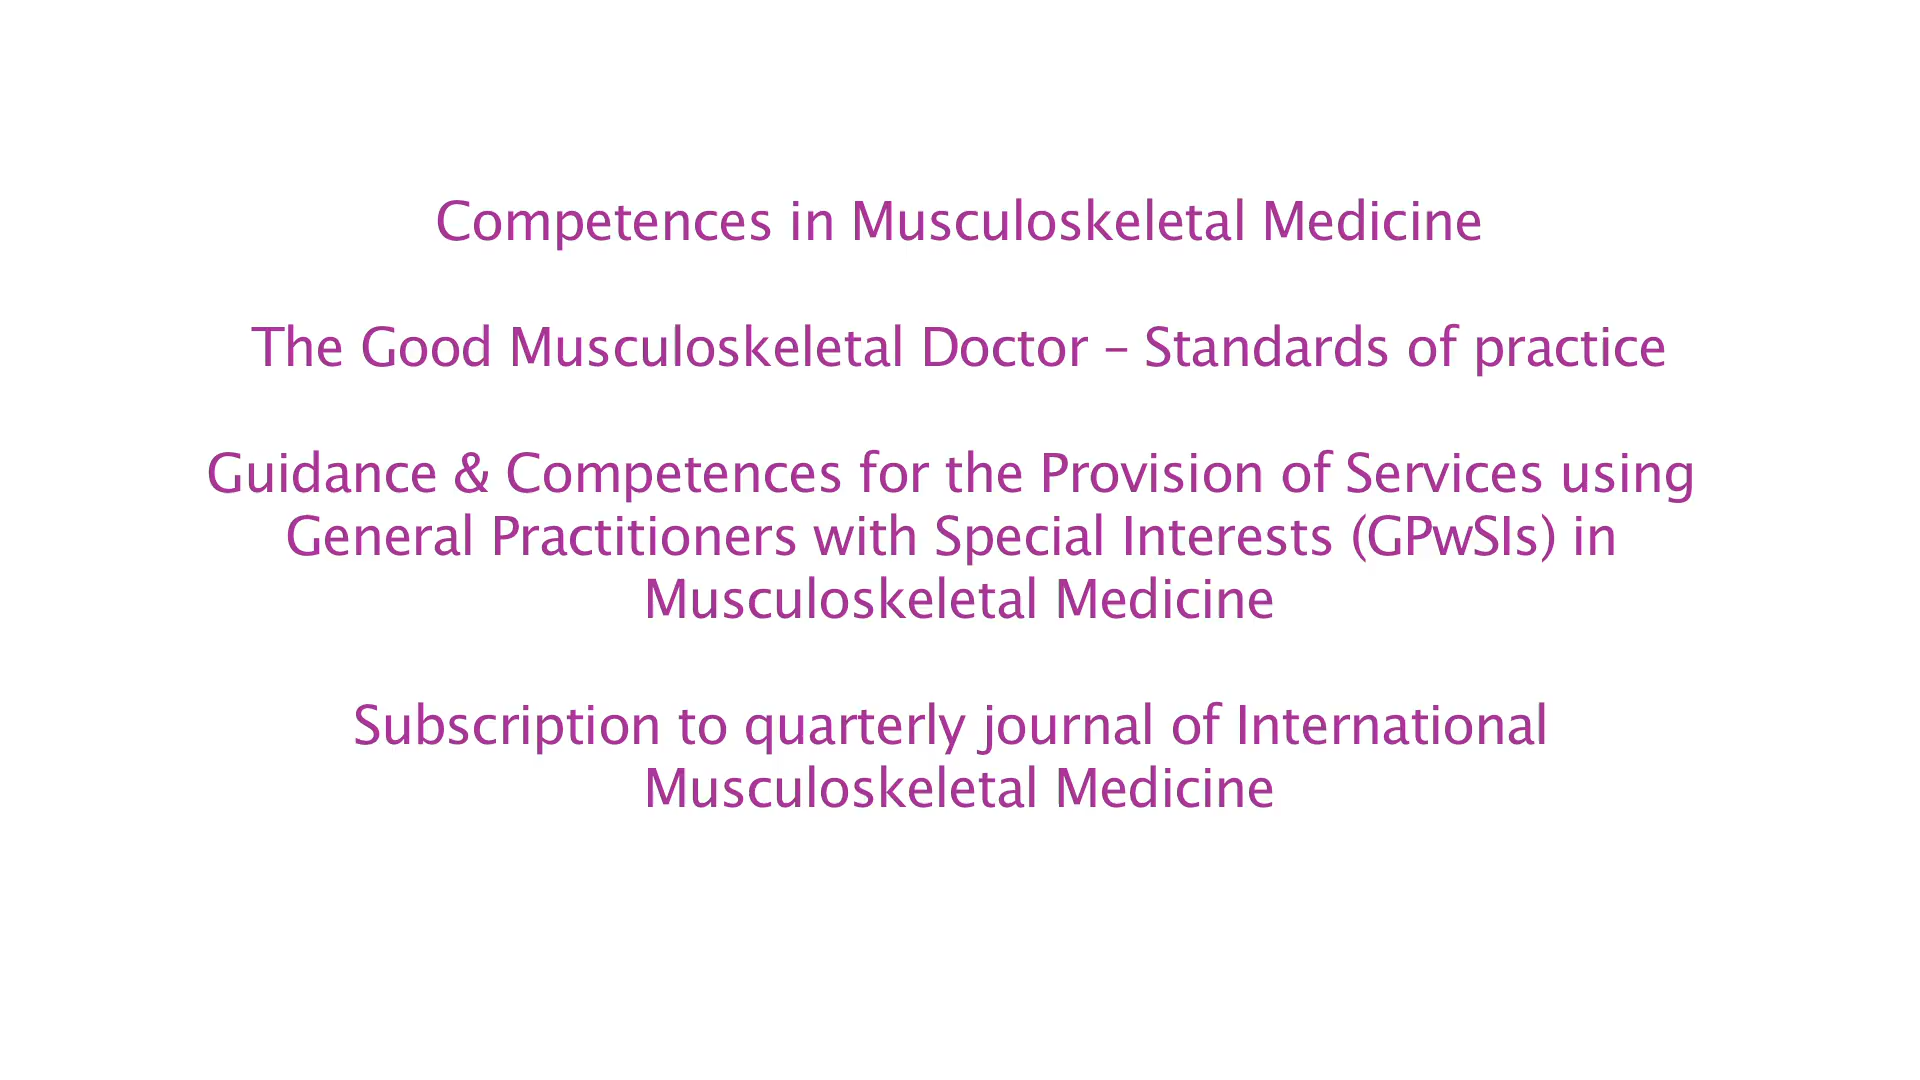 Competences in Musculoskeletal Medicine
The Good Musculoskeletal Doctor – Standards of practice
Guidance & Competences for the Provision of Services using
General Practitioners with Special Interests (GPwSIs) in
Musculoskeletal Medicine
Subscription to quarterly journal of International
Musculoskeletal Medicine